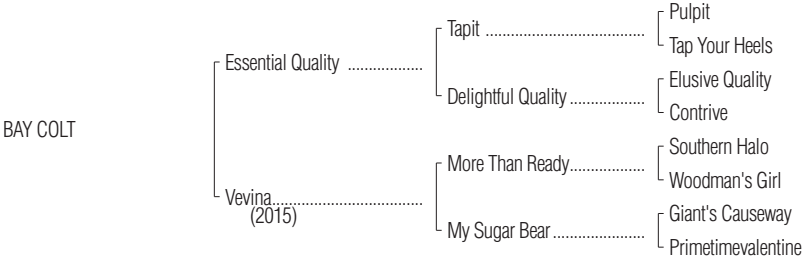 Pulpit
Tapit ......................................
Tap Your Heels
Essential Quality ..................
Elusive Quality
Delightful Quality ..................
Contrive
BAY COLT
Southern Halo
More Than Ready..................
Woodman's Girl
Vevina....................................
(2015)
Giant's Causeway
My Sugar Bear ......................
Primetimevalentine